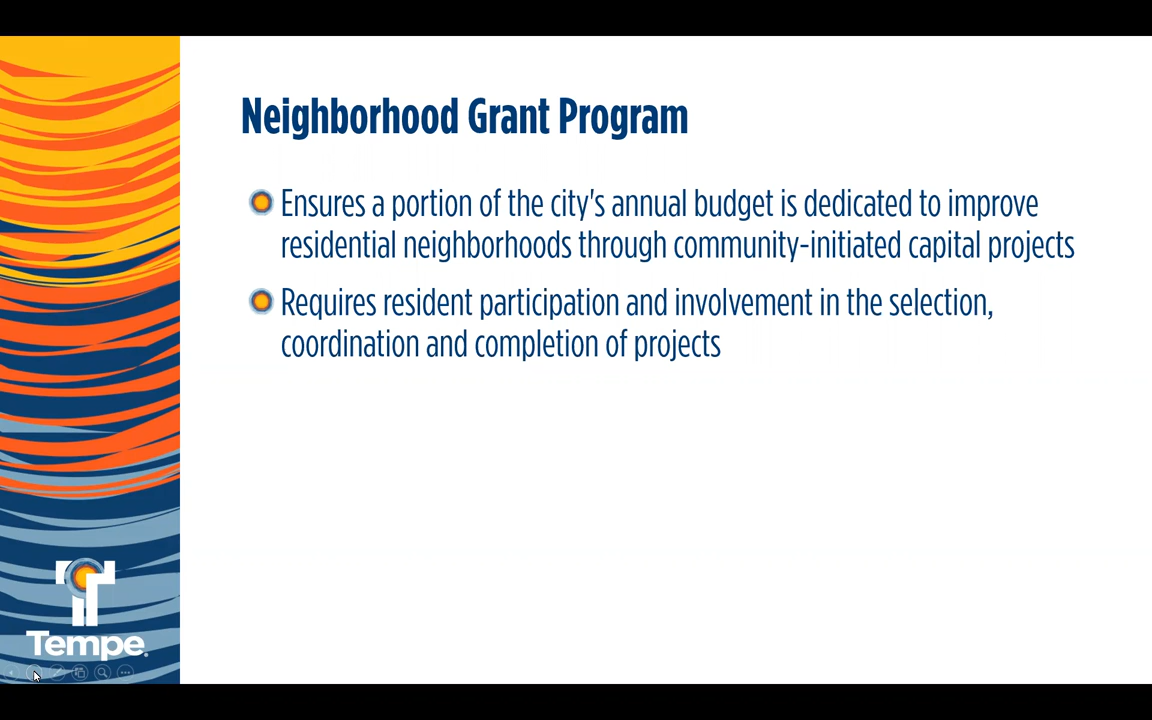 Neighborhood Grant Program
Ensures a portion of the city's annual budget is dedicated to improve
residential neighborhoods through community-initiated capital projects
Requires resident participation and involvement in the selection,
coordination and completion of projects
Tempe